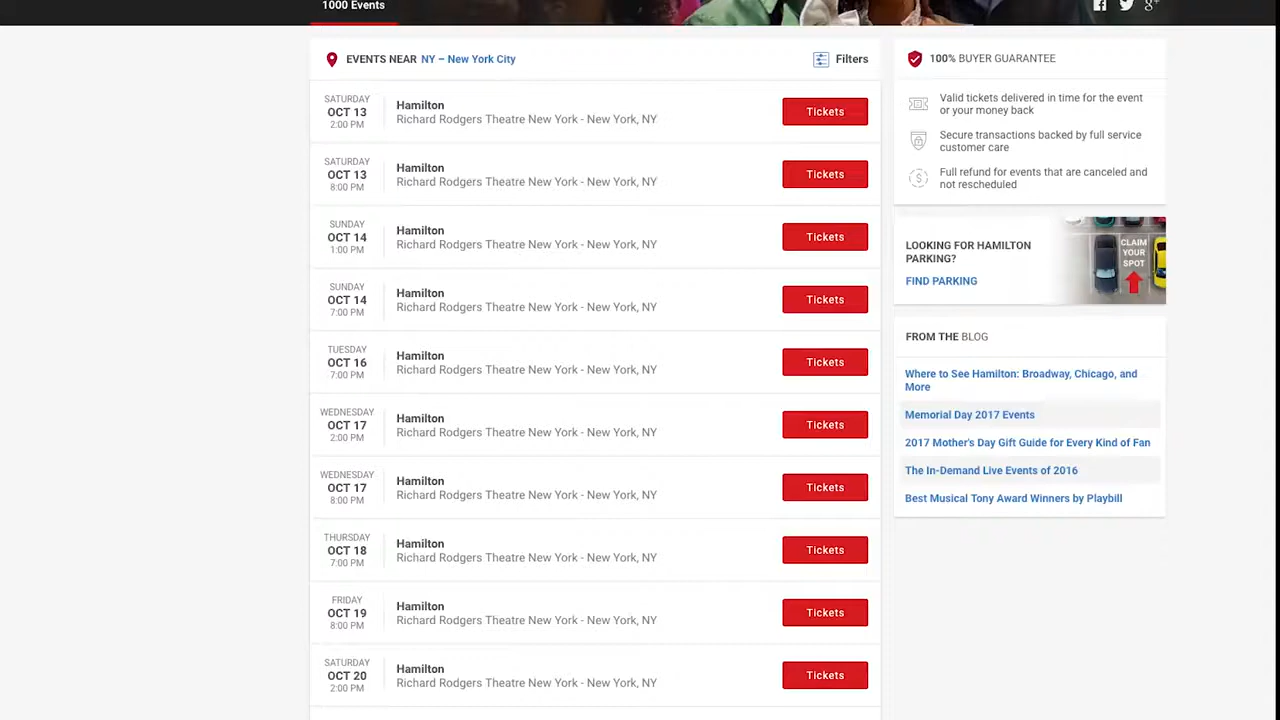 1000 Events
EVENTS NEAR NY – New York City
Filters
SATURDAY
OCT 13
2:00 PM
Hamilton
Richard Rodgers Theatre New York - New York, NY
Tickets
SATURDAY
OCT 13
8:00 PM
Hamilton
Richard Rodgers Theatre New York - New York, NY
Tickets
SUNDAY
OCT 14
1:00 PM
Hamilton
Richard Rodgers Theatre New York - New York, NY
Tickets
SUNDAY
OCT 14
7:00 PM
Hamilton
Richard Rodgers Theatre New York - New York, NY
Tickets
TUESDAY
OCT 16
7:00 PM
Hamilton
Richard Rodgers Theatre New York - New York, NY
Tickets
WEDNESDAY
OCT 17
2:00 PM
Hamilton
Richard Rodgers Theatre New York - New York, NY
Tickets
WEDNESDAY
OCT 17
8:00 PM
Hamilton
Richard Rodgers Theatre New York - New York, NY
Tickets
THURSDAY
OCT 18
7:00 PM
Hamilton
Richard Rodgers Theatre New York - New York, NY
Tickets
FRIDAY
OCT 19
8:00 PM
Hamilton
Richard Rodgers Theatre New York - New York, NY
Tickets
SATURDAY
OCT 20
2:00 PM
Hamilton
Richard Rodgers Theatre New York - New York, NY
Tickets
100% BUYER GUARANTEE
Valid tickets delivered in time for the event
or your money back
Secure transactions backed by full service
customer care
Full refund for events that are canceled and
not rescheduled
LOOKING FOR HAMILTON
PARKING?
FIND PARKING
CLAIM
YOUR
SPOT
FROM THE BLOG
Where to See Hamilton: Broadway, Chicago, and
More
Memorial Day 2017 Events
2017 Mother's Day Gift Guide for Every Kind of Fan
The In-Demand Live Events of 2016
Best Musical Tony Award Winners by Playbill